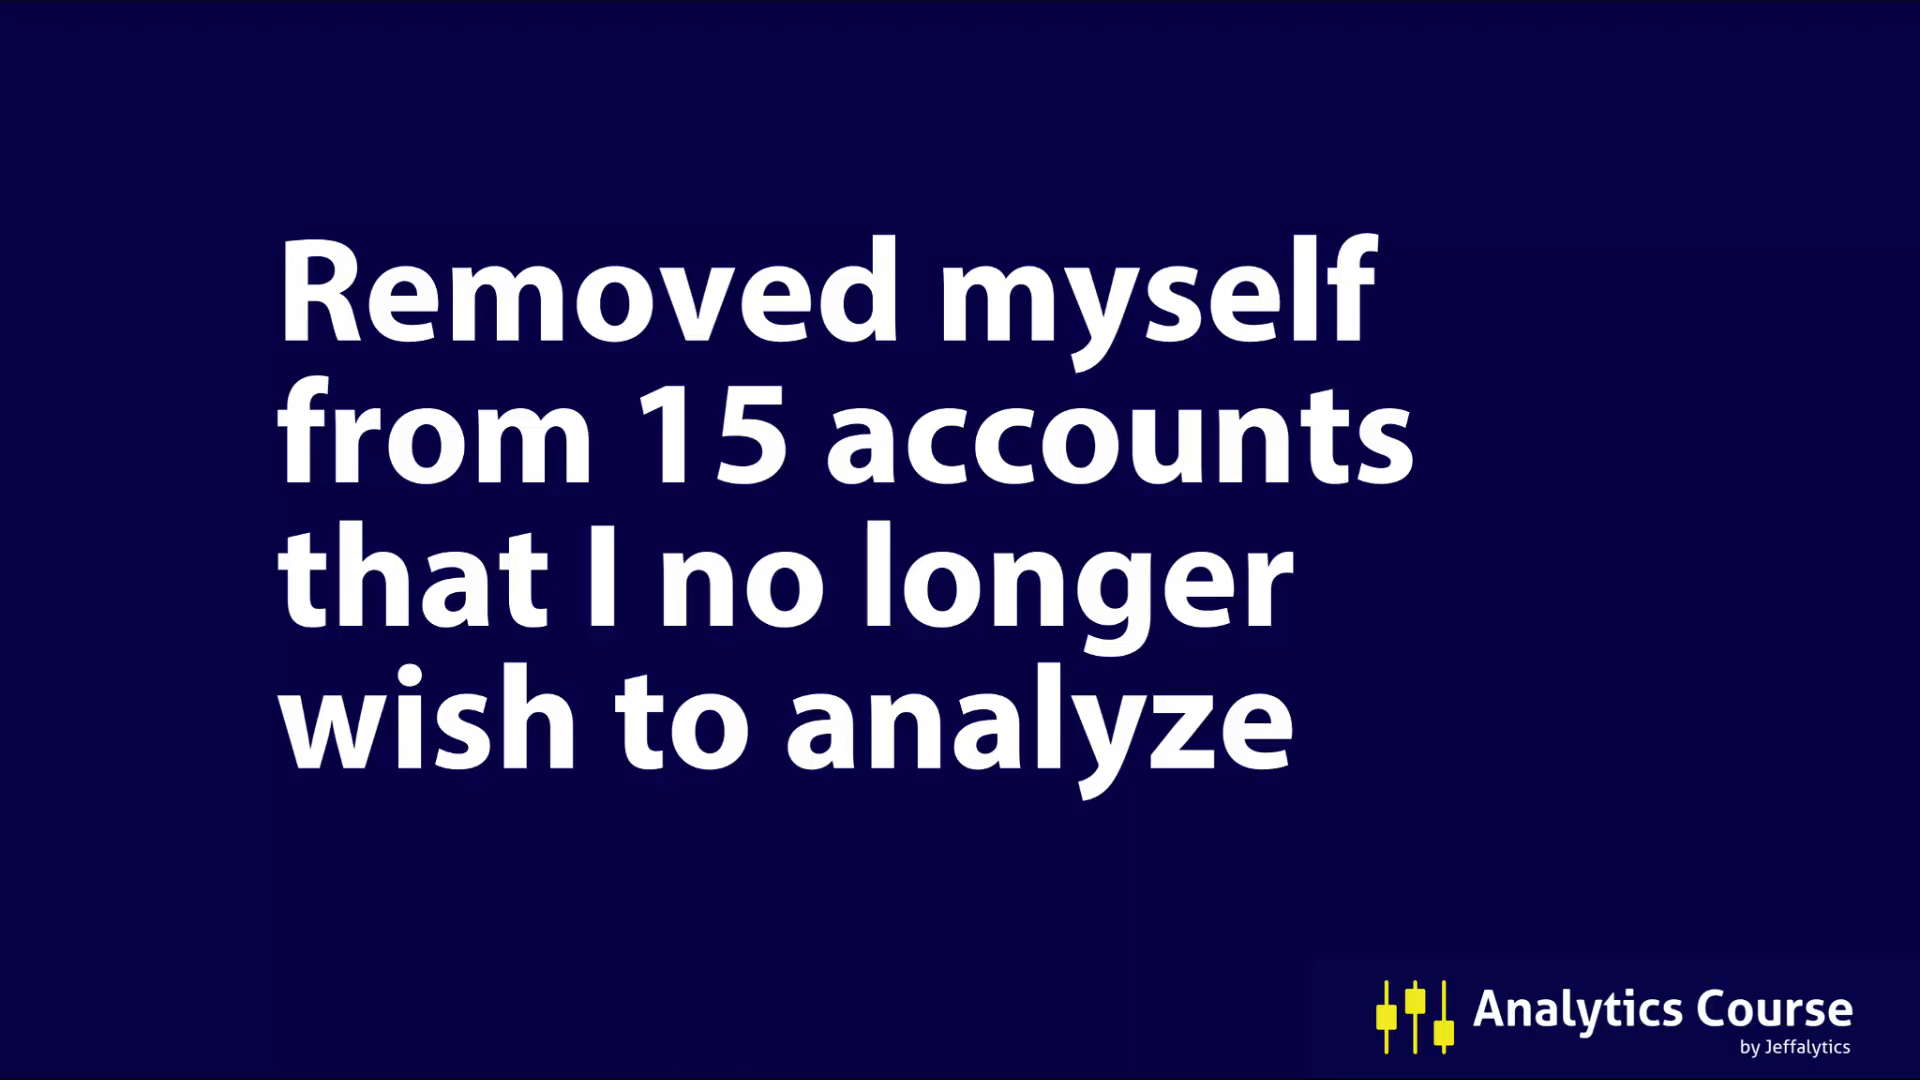 Removed myself
from 15 accounts
that I no longer
wish to analyze
Analytics Course
by Jeffalytics